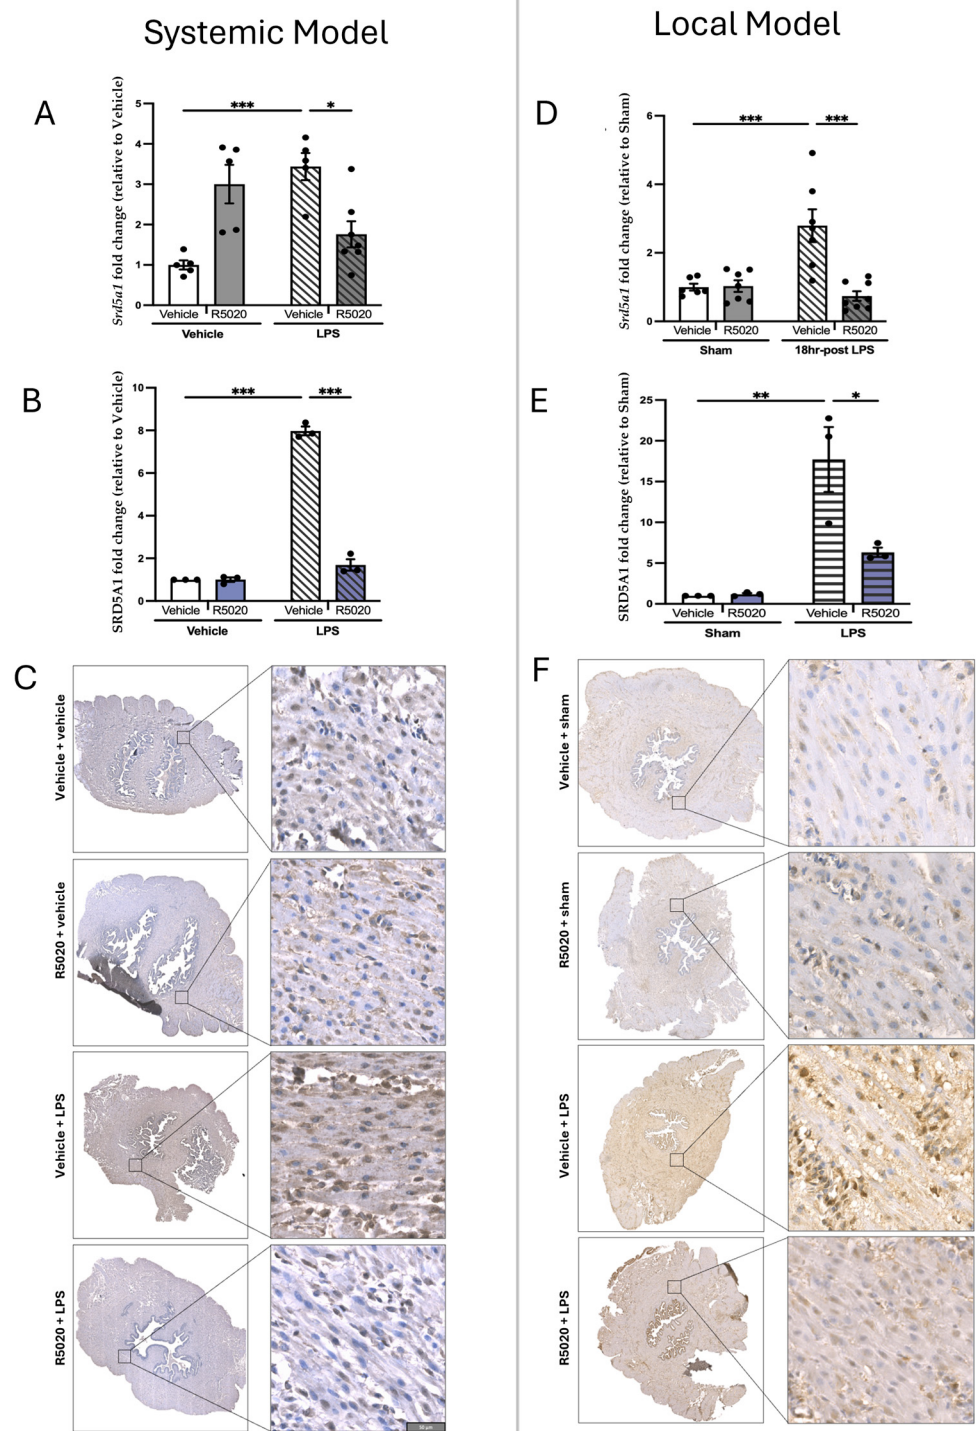 Systemic Model
Local Model
A
Srd5a1 fold change (relative to Vehicle)
5
4
3
2
1
0
***
*
Vehicle R5020 Vehicle R5020
Vehicle LPS
D
Srd5a1 fold change (relative to Sham)
6
4
2
0
***
***
Vehicle R5020 Vehicle R5020
Sham 18hr-post LPS
B
SRD5A1 fold change (relative to Vehicle)
10
8
6
4
2
0
***
***
Vehicle R5020 Vehicle R5020
Vehicle LPS
E
SRD5A1 fold change (relative to Sham)
25
20
15
10
5
0
**
*
Vehicle R5020 Vehicle R5020
Sham LPS
C
Vehicle + vehicle
R5020 + vehicle
Vehicle + LPS
R5020 + LPS
50 µm
F
Vehicle + sham
R5020 + sham
Vehicle + LPS
R5020 + LPS